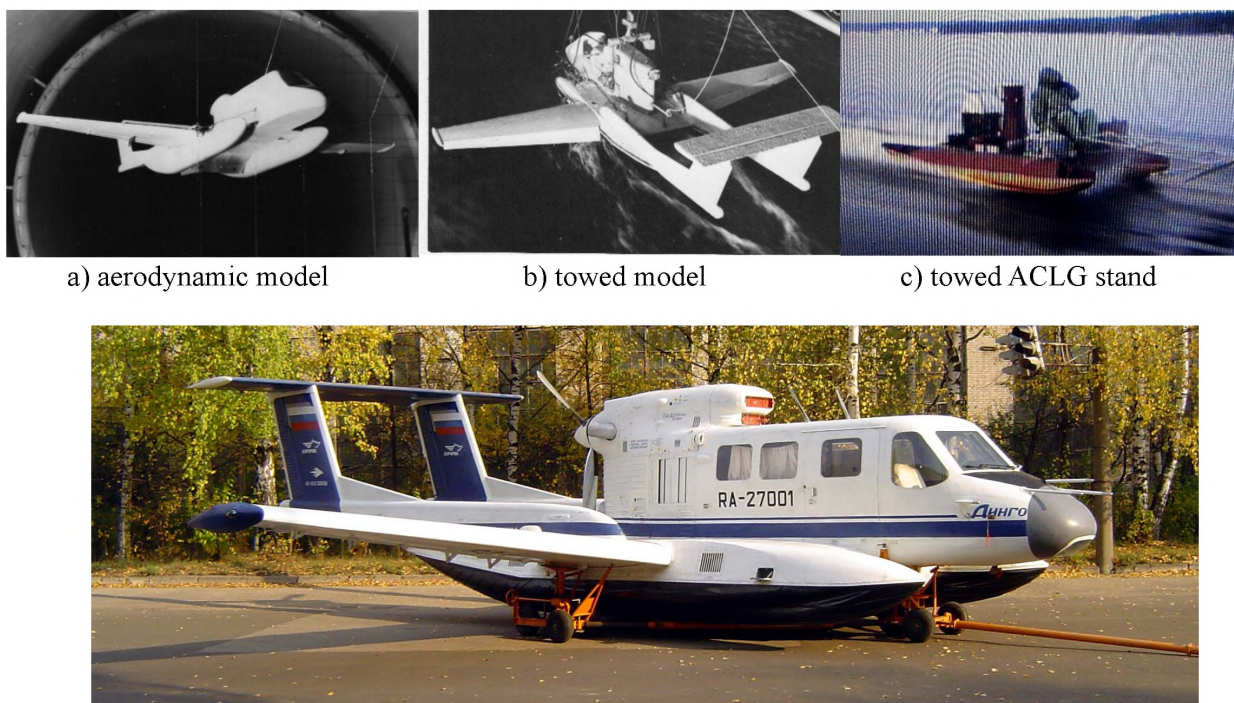 a) aerodynamic model
b) towed model
c) towed ACLG stand
RA-27001
Динго